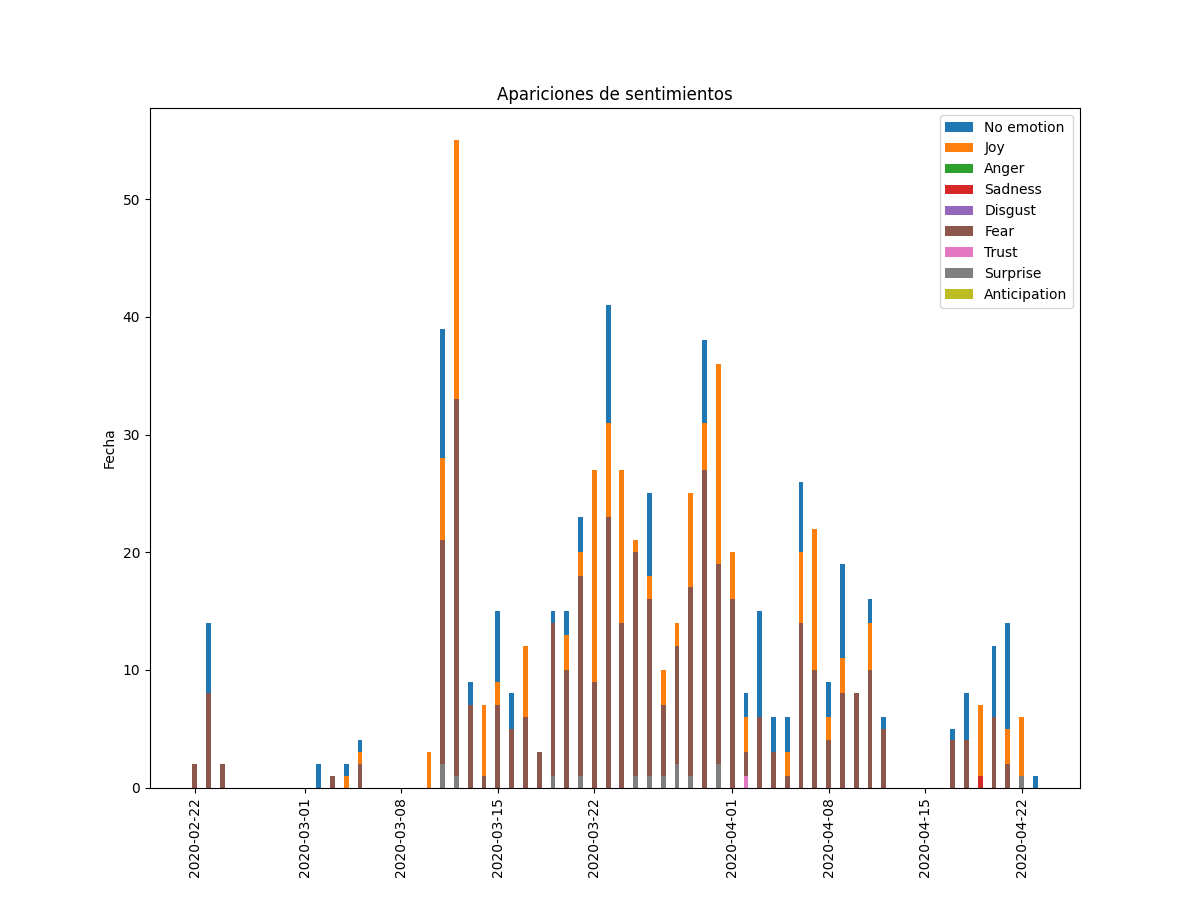 Apariciones de sentimientos
No emotion
Joy
Anger
Sadness
Disgust
Fear
Trust
Surprise
Anticipation
Fecha
50
40
30
20
10
0
2020-02-22
2020-03-01
2020-03-08
2020-03-15
2020-03-22
2020-04-01
2020-04-08
2020-04-15
2020-04-22